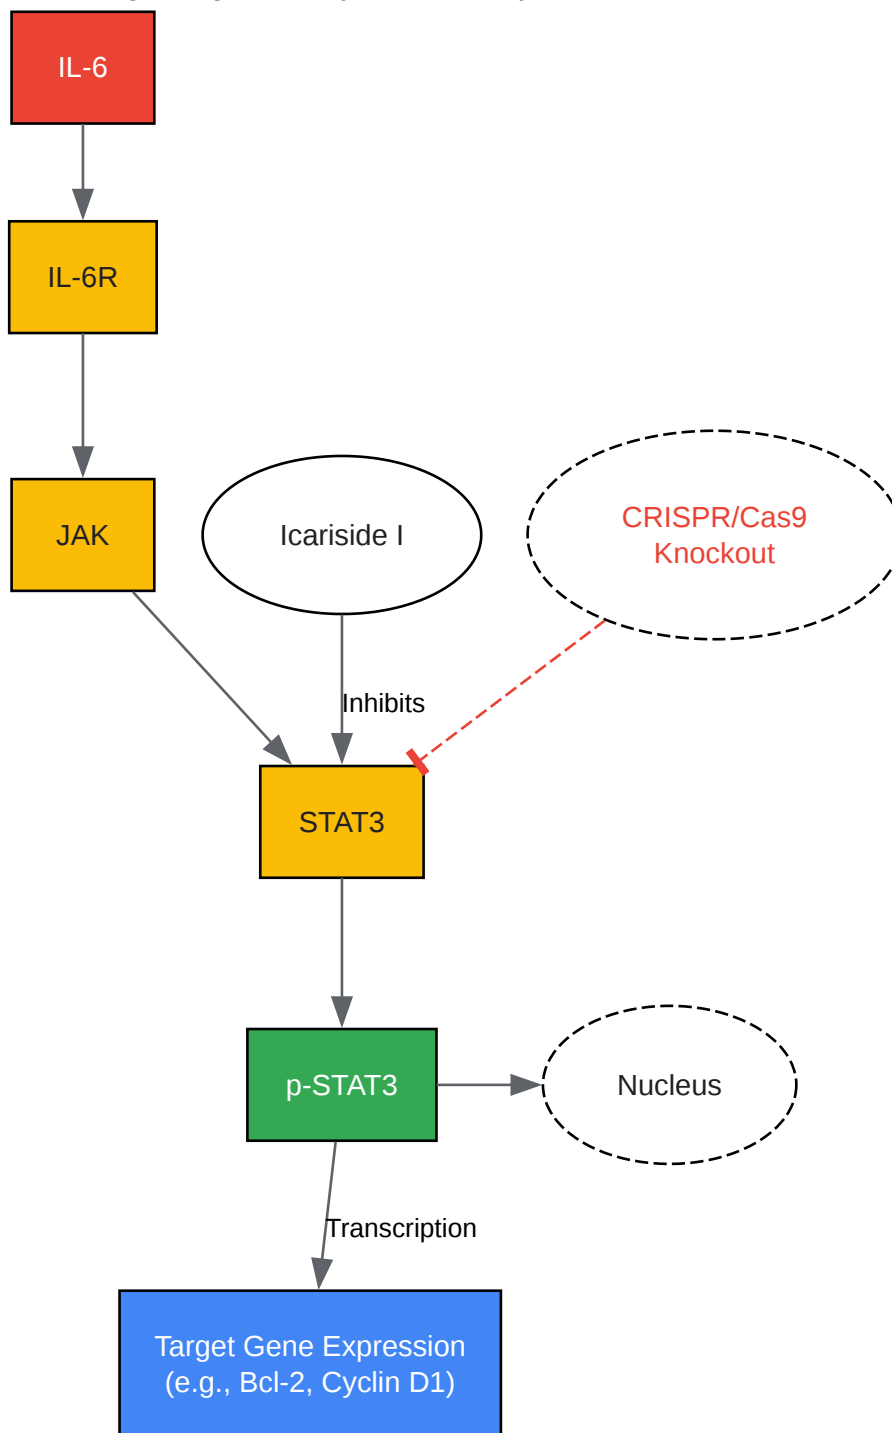 IL-6
IL-6R
JAK
Icariside I
CRISPR/Cas9
Knockout
Inhibits
STAT3
p-STAT3
Nucleus
Transcription
Target Gene Expression
(e.g., Bcl-2, Cyclin D1)